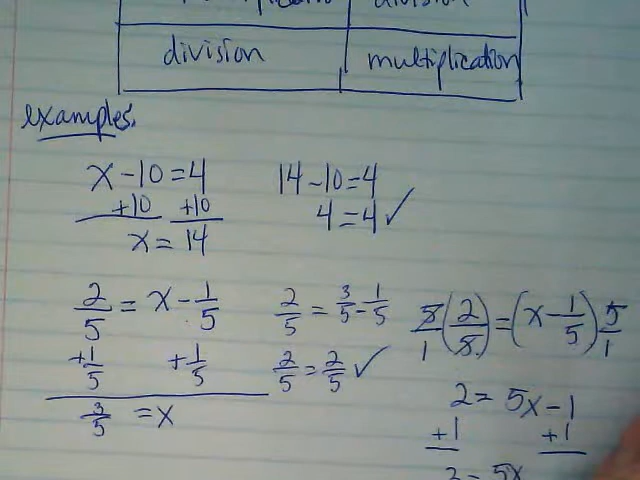 division
division multiplication
examples:
x - 10 = 4
+10 +10
x = 14
14 - 10 = 4
4 = 4 ✓
2/5 = x - 1/5
+1/5 +1/5
3/5 = x
2/5 = 3/5 - 1/5
2/5 = 2/5 ✓
5/1 (2/5) = (x - 1/5) 5/1
2 = 5x - 1
+1 +1
5x